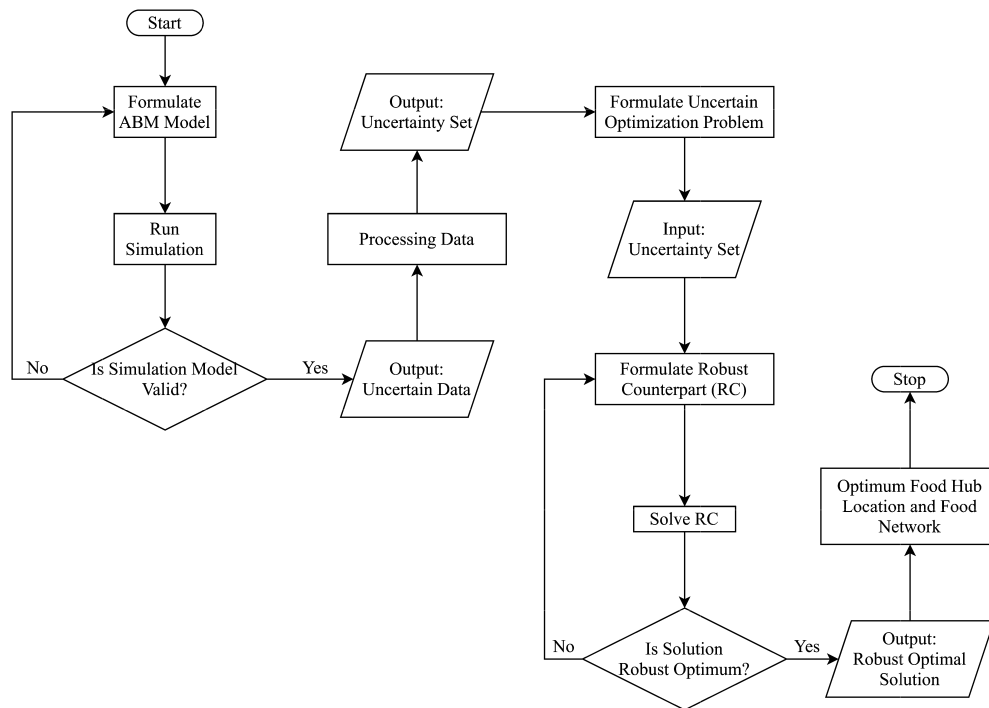 Start
Formulate
ABM Model
Run
Simulation
Is Simulation Model
Valid?
No
Yes
Output:
Uncertain Data
Processing Data
Output:
Uncertainty Set
Formulate Uncertain
Optimization Problem
Input:
Uncertainty Set
Formulate Robust
Counterpart (RC)
Solve RC
Is Solution
Robust Optimum?
No
Yes
Output:
Robust Optimal
Solution
Optimum Food Hub
Location and Food
Network
Stop